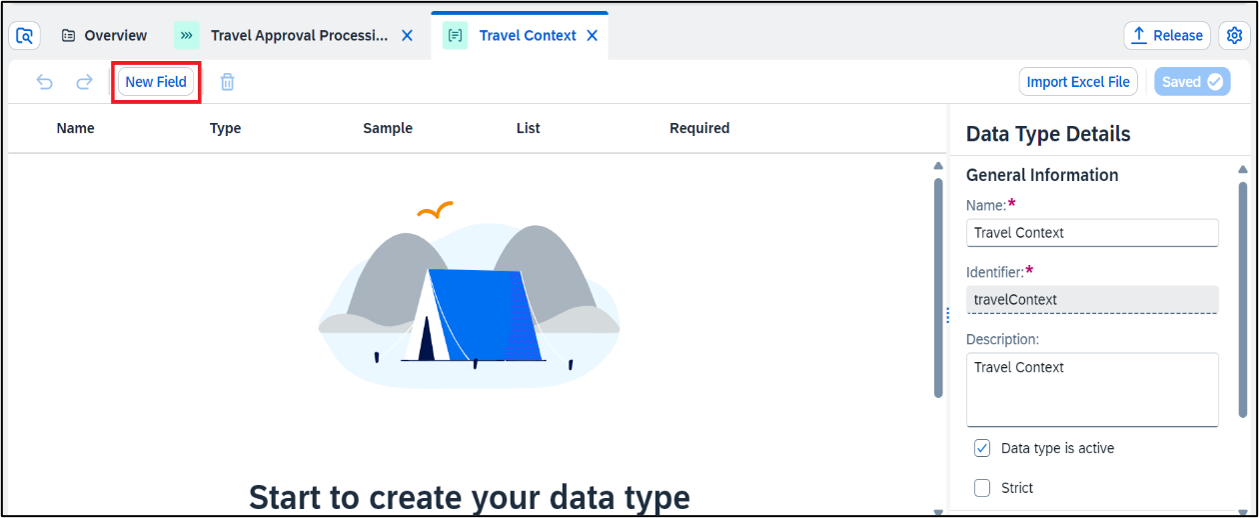 Overview
Travel Approval Processi...
Travel Context
Release
New Field
Import Excel File
Saved
Name Type Sample List Required
Data Type Details
General Information
Name:*
Travel Context
Identifier:*
travelContext
Description:
Travel Context
Data type is active
Strict
Start to create your data type